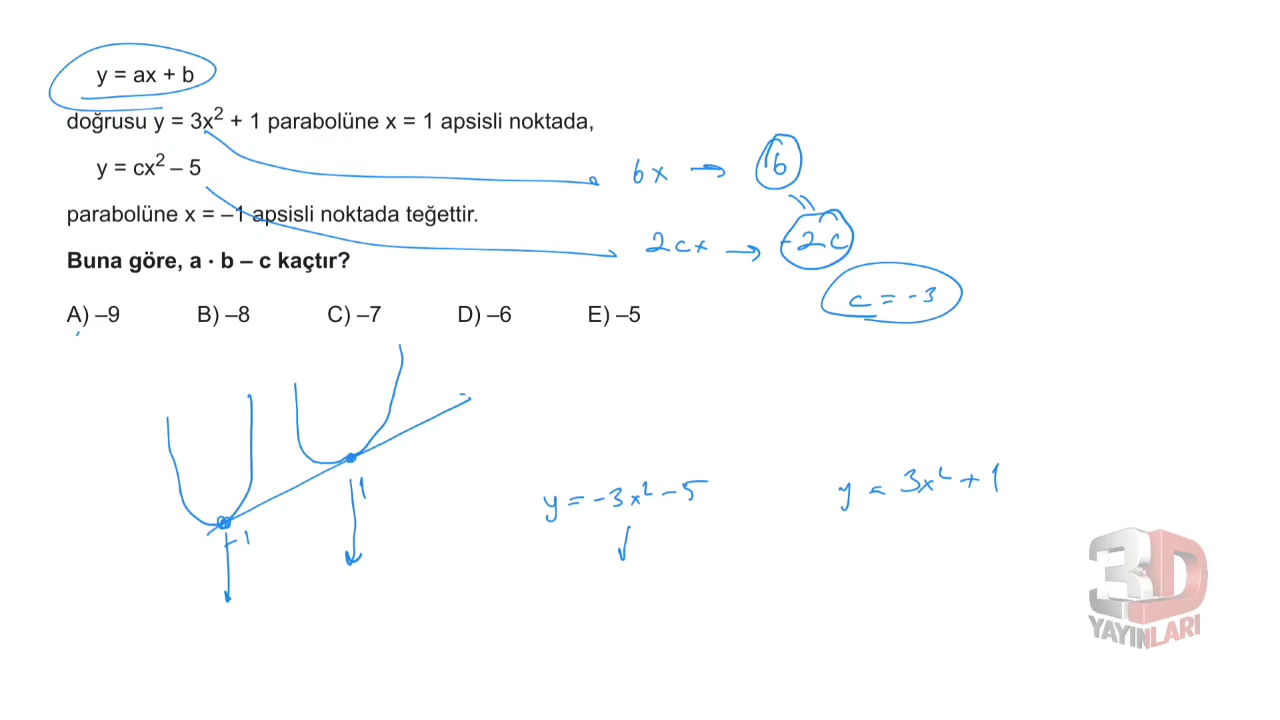 y = ax + b
doğrusu y = 3x² + 1 parabolüne x = 1 apsisli noktada,
y = cx² – 5
parabolüne x = –1 apsisli noktada teğettir.
Buna göre, a · b – c kaçtır?
A) –9 B) –8 C) –7 D) –6 E) –5
6x → 6
2cx → -2c
c = -3
1
-1
y = -3x² - 5
y = 3x² + 1
3D
YAYINLARI